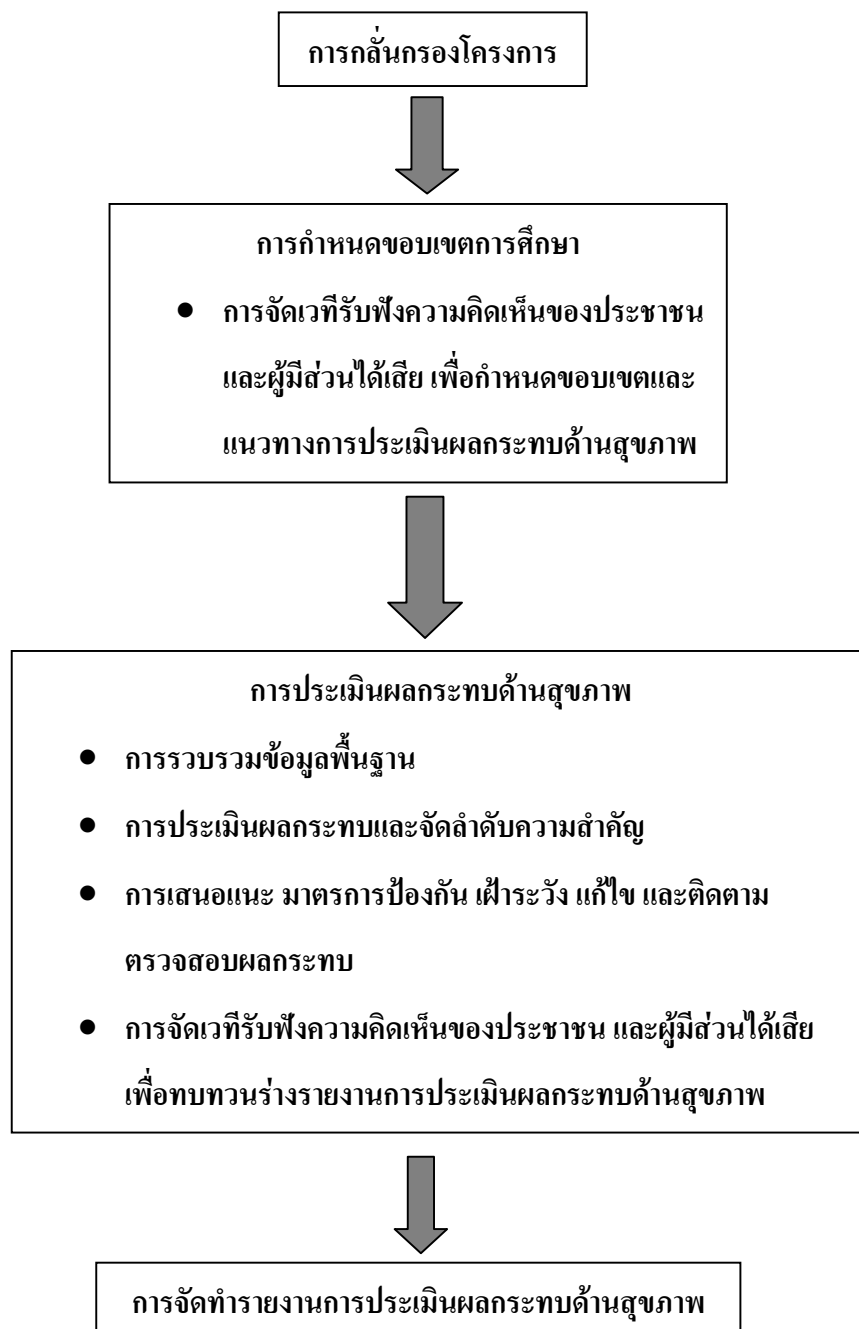 การกลั่นกรองโครงการ
การกำหนดขอบเขตการศึกษา
● การจัดเวทีรับฟังความคิดเห็นของประชาชน
และผู้มีส่วนได้เสีย เพื่อกำหนดขอบเขตและ
แนวทางการประเมินผลกระทบด้านสุขภาพ
การประเมินผลกระทบด้านสุขภาพ
● การรวบรวมข้อมูลพื้นฐาน
● การประเมินผลกระทบและจัดลำดับความสำคัญ
● การเสนอแนะ มาตรการป้องกัน เฝ้าระวัง แก้ไข และติดตาม
ตรวจสอบผลกระทบ
● การจัดเวทีรับฟังความคิดเห็นของประชาชน และผู้มีส่วนได้เสีย
เพื่อทบทวนร่างรายงานการประเมินผลกระทบด้านสุขภาพ
การจัดทำรายงานการประเมินผลกระทบด้านสุขภาพ